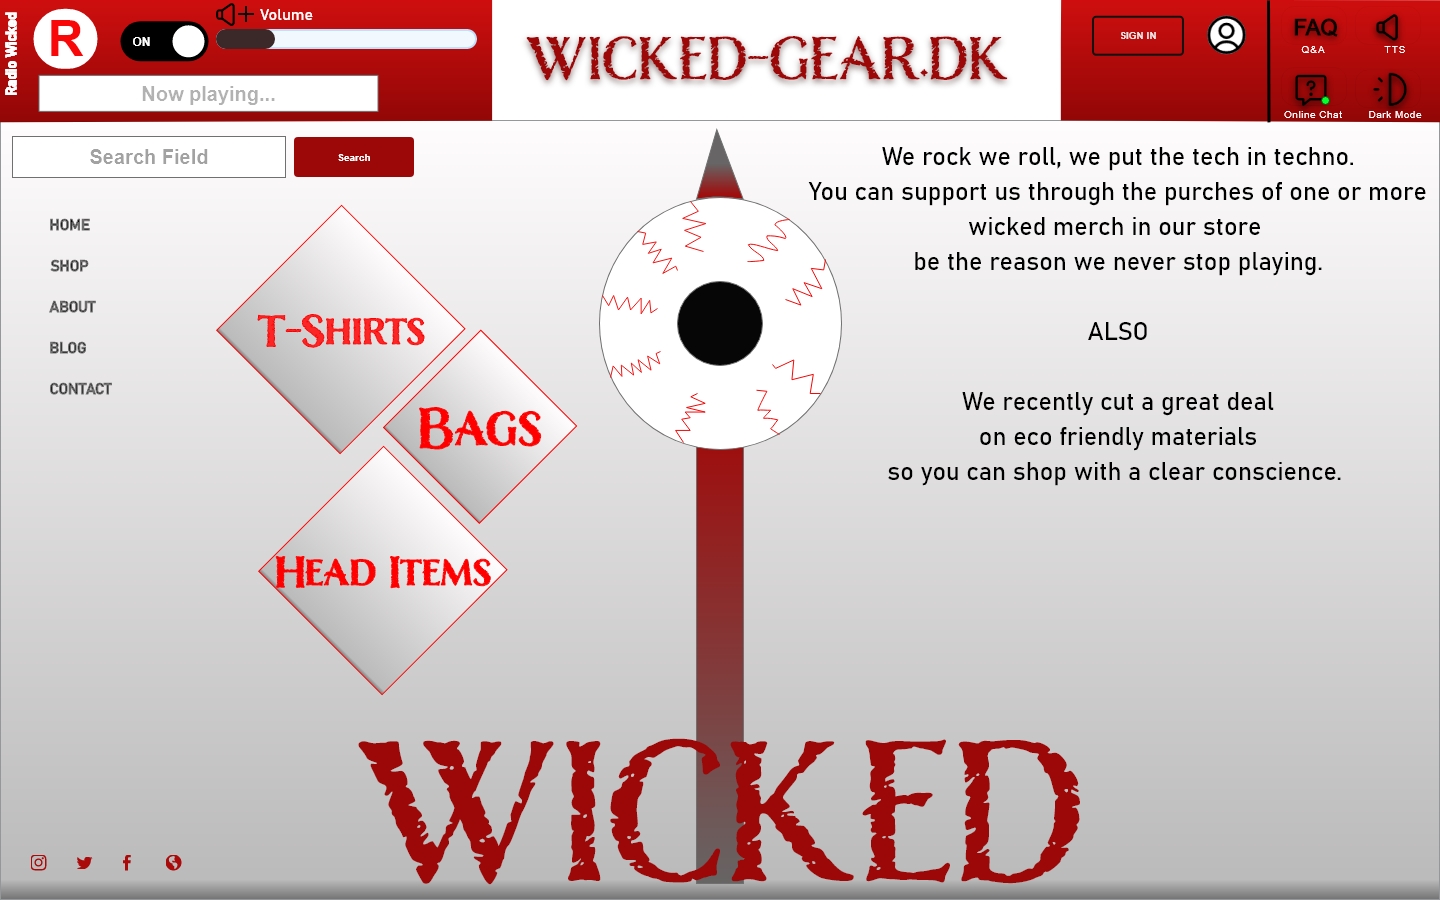 Radio Wicked
R
ON
Volume
Now playing...
WICKED-GEAR.DK
SIGN IN
FAQ
Q&A
TTS
?
Online Chat
Dark Mode
Search Field
Search
HOME
SHOP
ABOUT
BLOG
CONTACT
T-SHIRTS
BAGS
HEAD ITEMS
We rock we roll, we put the tech in techno.
You can support us through the purches of one or more
wicked merch in our store
be the reason we never stop playing.
ALSO
We recently cut a great deal
on eco friendly materials
so you can shop with a clear conscience.
WICKED